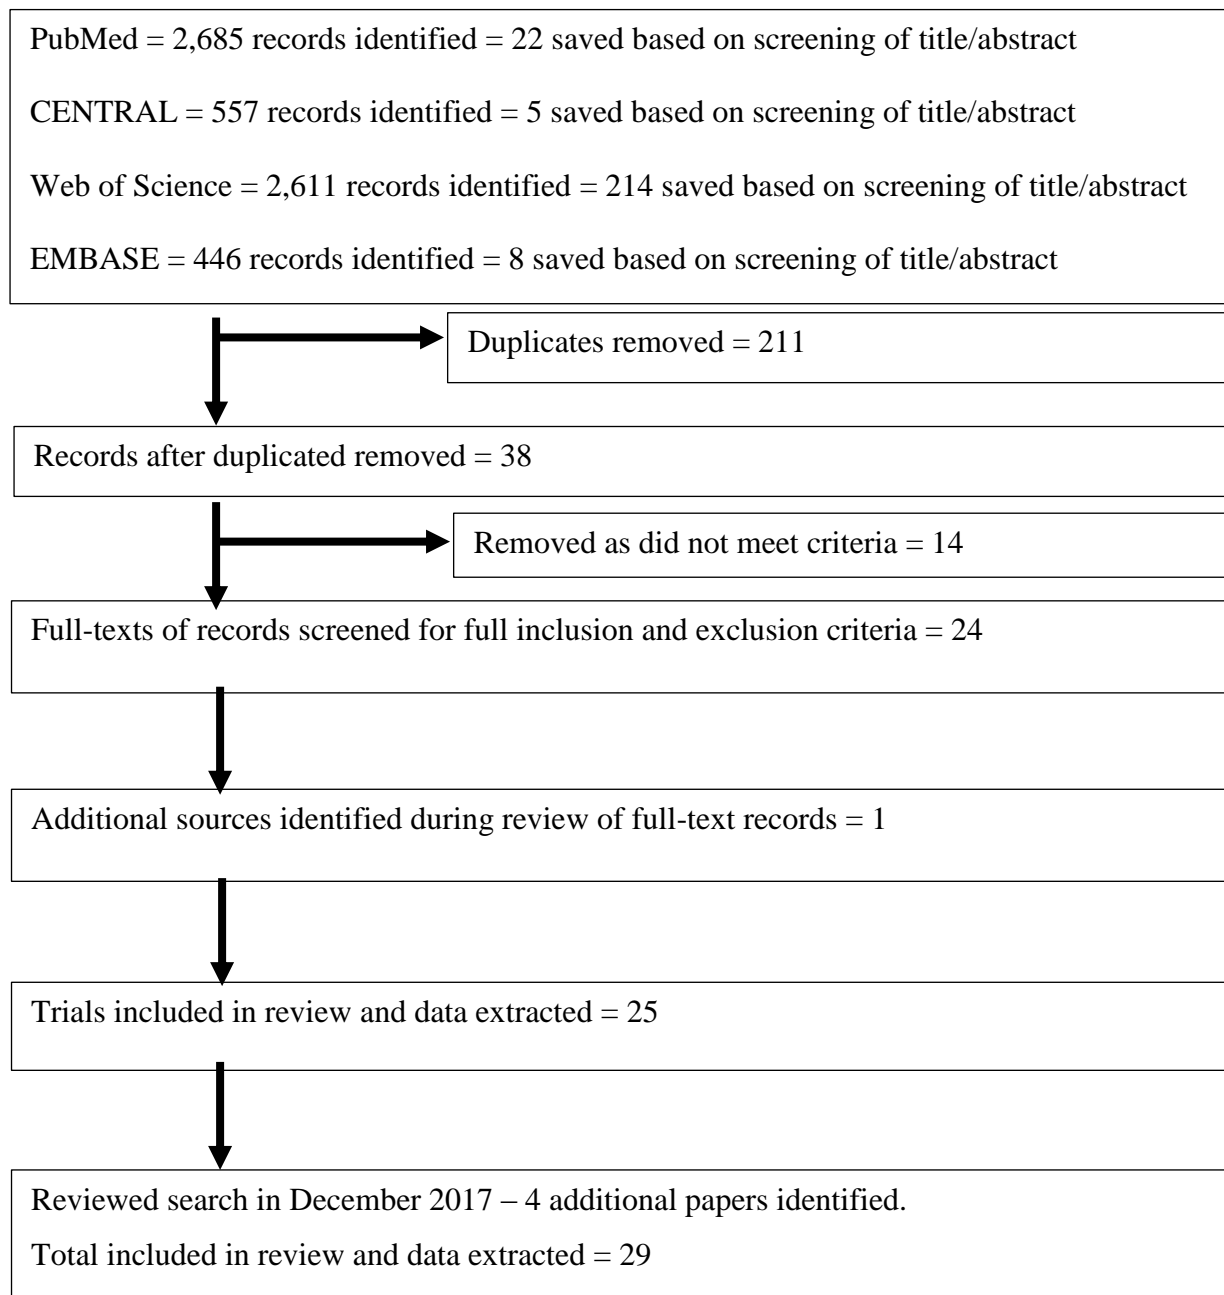 PubMed = 2,685 records identified = 22 saved based on screening of title/abstract
CENTRAL = 557 records identified = 5 saved based on screening of title/abstract
Web of Science = 2,611 records identified = 214 saved based on screening of title/abstract
EMBASE = 446 records identified = 8 saved based on screening of title/abstract
Duplicates removed = 211
Records after duplicated removed = 38
Removed as did not meet criteria = 14
Full-texts of records screened for full inclusion and exclusion criteria = 24
Additional sources identified during review of full-text records = 1
Trials included in review and data extracted = 25
Reviewed search in December 2017 – 4 additional papers identified.
Total included in review and data extracted = 29